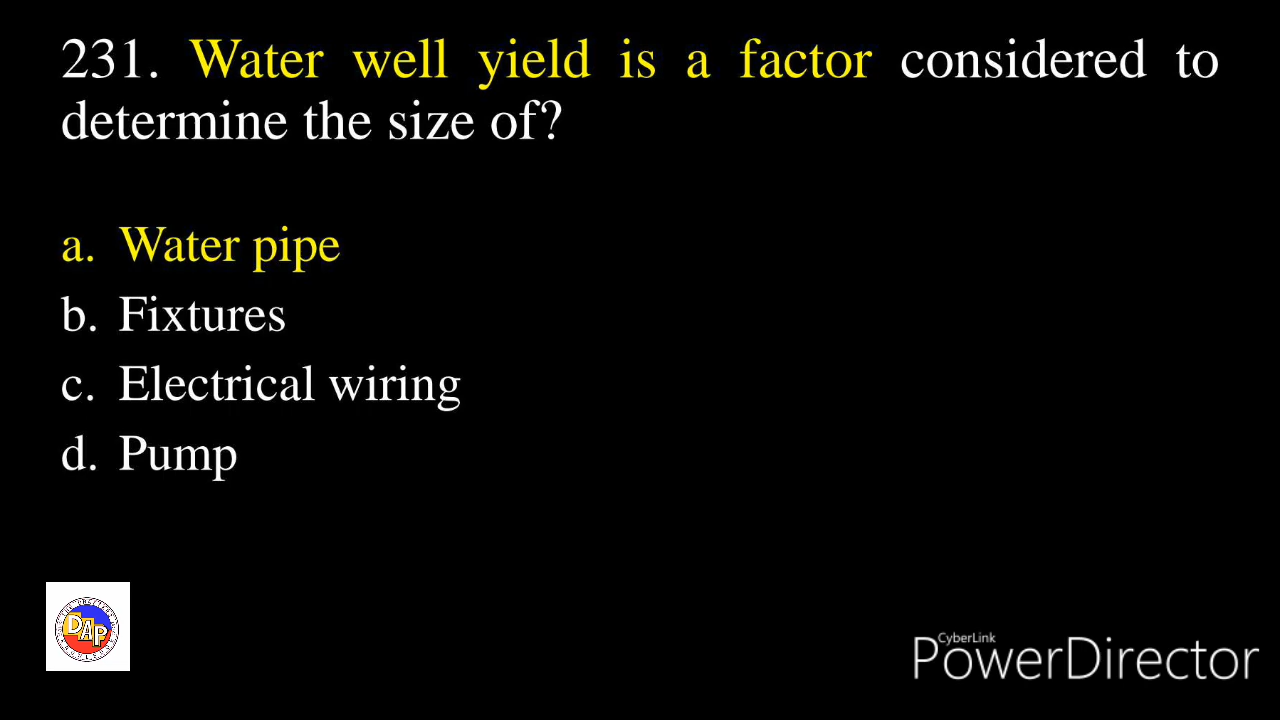 231. Water well yield is a factor considered to
determine the size of?
a. Water pipe
b. Fixtures
c. Electrical wiring
d. Pump
DAP
CyberLink
PowerDirector